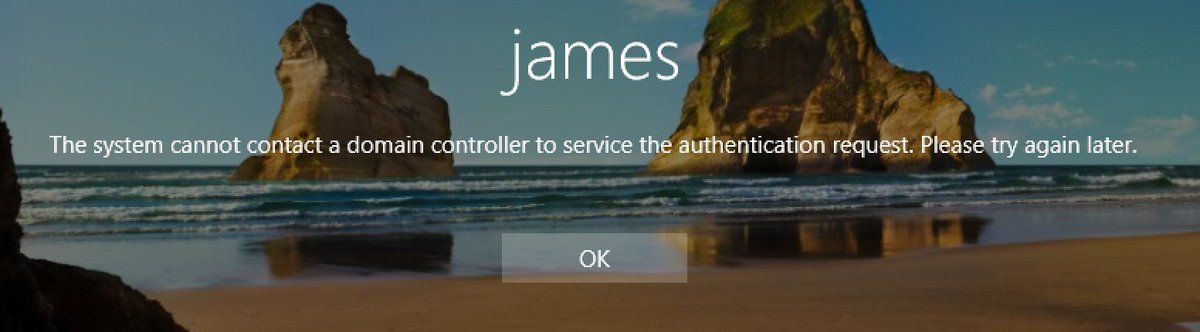 james
The system cannot contact a domain controller to service the authentication request. Please try again later.
OK